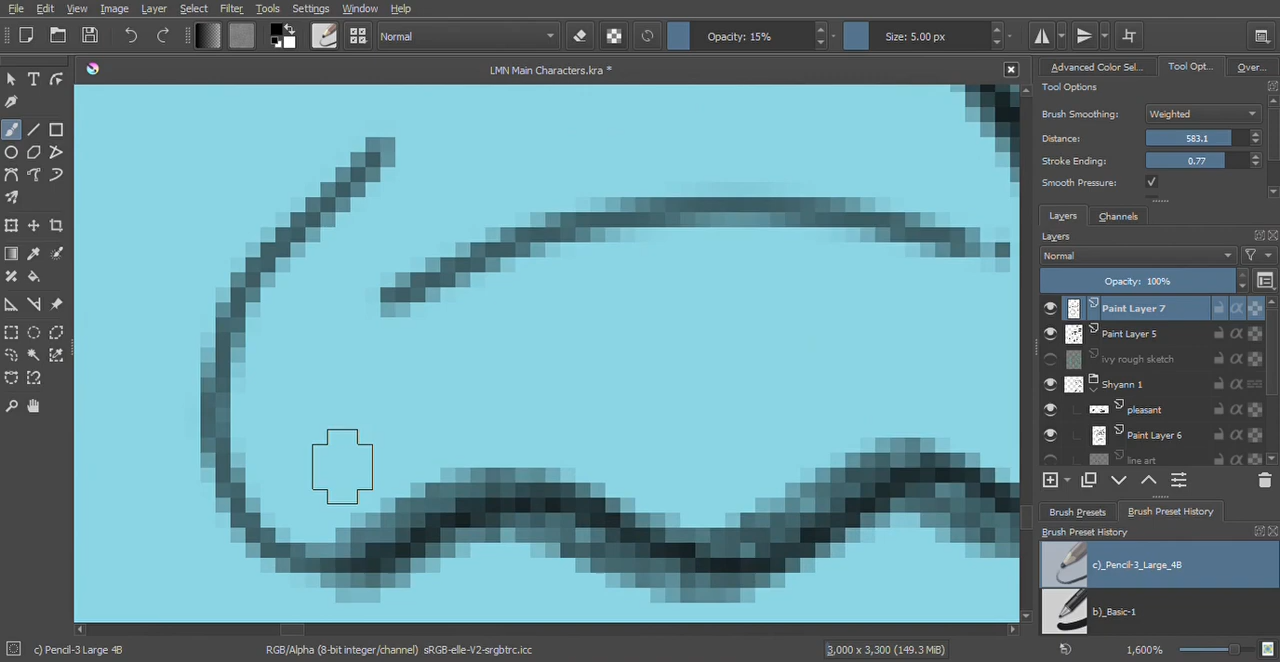 File Edit View Image Layer Select Filter Tools Settings Window Help
Normal Opacity: 15% Size: 5.00 px
LMN Main Characters.kra *
Advanced Color Sel... Tool Opt... Over...
Tool Options
Brush Smoothing: Weighted
Distance: 583.1
Stroke Ending: 0.77
Smooth Pressure:
Layers Channels
Layers
Normal
Opacity: 100%
Paint Layer 7
Paint Layer 5
ivy rough sketch
Shyann 1
pleasant
Paint Layer 6
line art
Brush Presets Brush Preset History
Brush Preset History
c)_Pencil-3_Large_4B
b)_Basic-1
c) Pencil-3 Large 4B RGB/Alpha (8-bit integer/channel) sRGB-elle-V2-srgbtrc.icc 3,000 x 3,300 (149.3 MiB) 1,600%